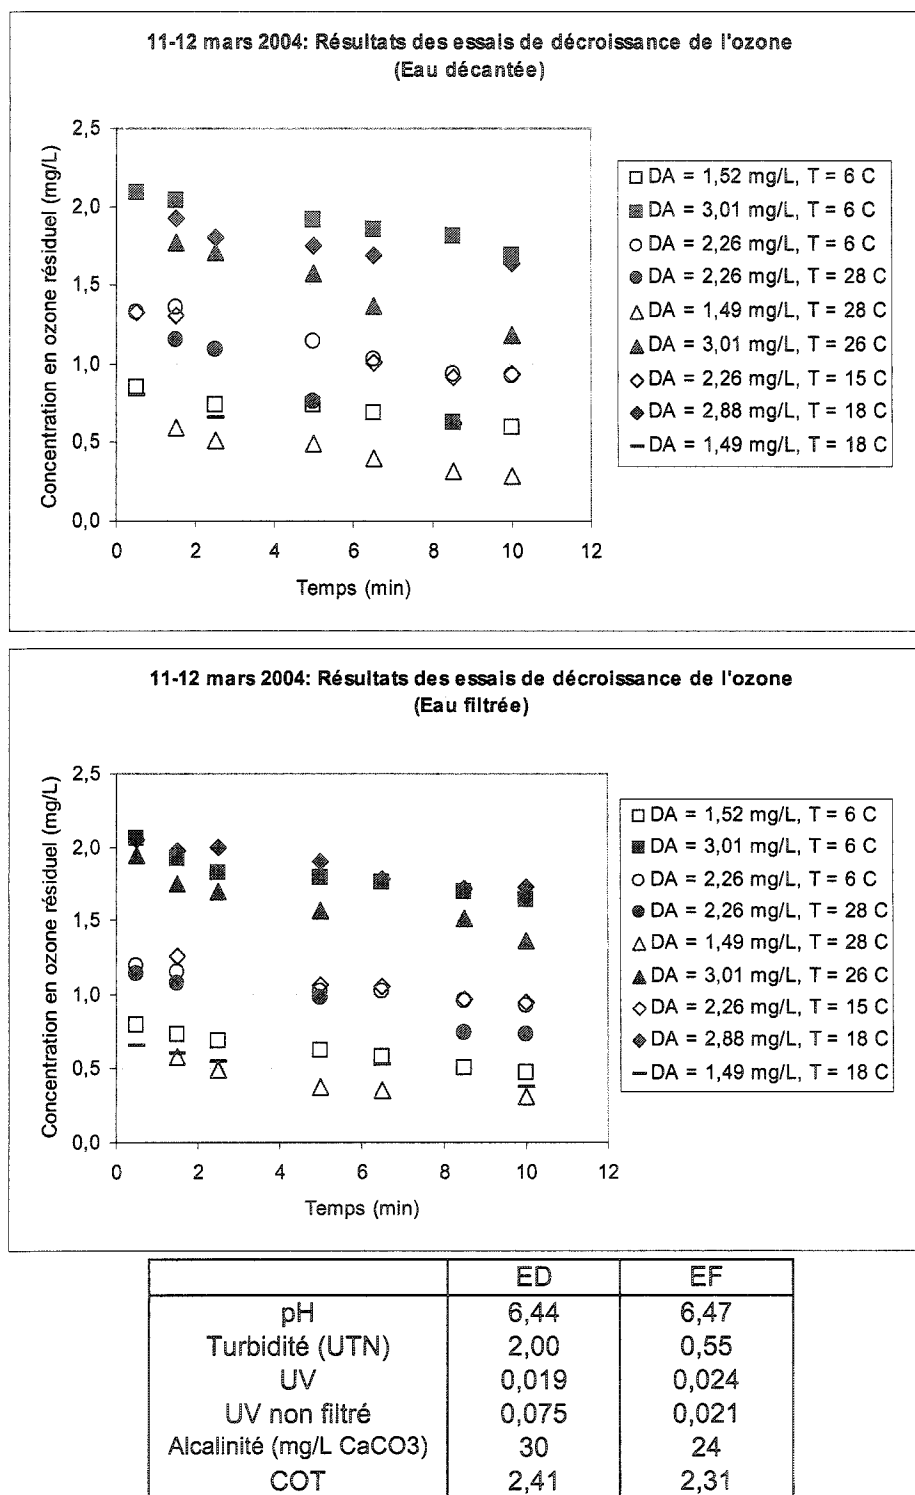 11-12 mars 2004: Résultats des essais de décroissance de l'ozone
(Eau décantée)
Concentration en ozone résiduel (mg/L)
2,5
2,0
1,5
1,0
0,5
0,0
0 2 4 6 8 10 12
Temps (min)
DA = 1,52 mg/L, T = 6 C
DA = 3,01 mg/L, T = 6 C
DA = 2,26 mg/L, T = 6 C
DA = 2,26 mg/L, T = 28 C
DA = 1,49 mg/L, T = 28 C
DA = 3,01 mg/L, T = 26 C
DA = 2,26 mg/L, T = 15 C
DA = 2,88 mg/L, T = 18 C
DA = 1,49 mg/L, T = 18 C
11-12 mars 2004: Résultats des essais de décroissance de l'ozone
(Eau filtrée)
Concentration en ozone résiduel (mg/L)
2,5
2,0
1,5
1,0
0,5
0,0
0 2 4 6 8 10 12
Temps (min)
DA = 1,52 mg/L, T = 6 C
DA = 3,01 mg/L, T = 6 C
DA = 2,26 mg/L, T = 6 C
DA = 2,26 mg/L, T = 28 C
DA = 1,49 mg/L, T = 28 C
DA = 3,01 mg/L, T = 26 C
DA = 2,26 mg/L, T = 15 C
DA = 2,88 mg/L, T = 18 C
DA = 1,49 mg/L, T = 18 C
ED EF
pH 6,44 6,47
Turbidité (UTN) 2,00 0,55
UV 0,019 0,024
UV non filtré 0,075 0,021
Alcalinité (mg/L CaCO3) 30 24
COT 2,41 2,31